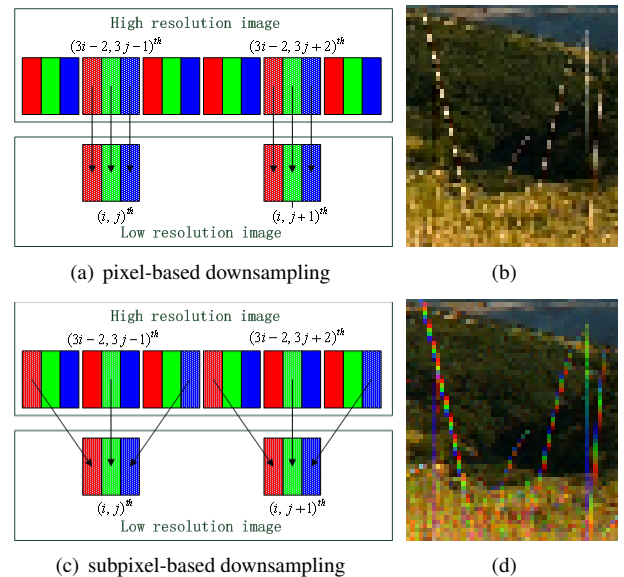 High resolution image
(3i−2, 3j−1)^th (3i−2, 3j+2)^th
(i, j)^th (i, j+1)^th
Low resolution image
(a) pixel-based downsampling
(b)
High resolution image
(3i−2, 3j−1)^th (3i−2, 3j+2)^th
(i, j)^th (i, j+1)^th
Low resolution image
(c) subpixel-based downsampling
(d)